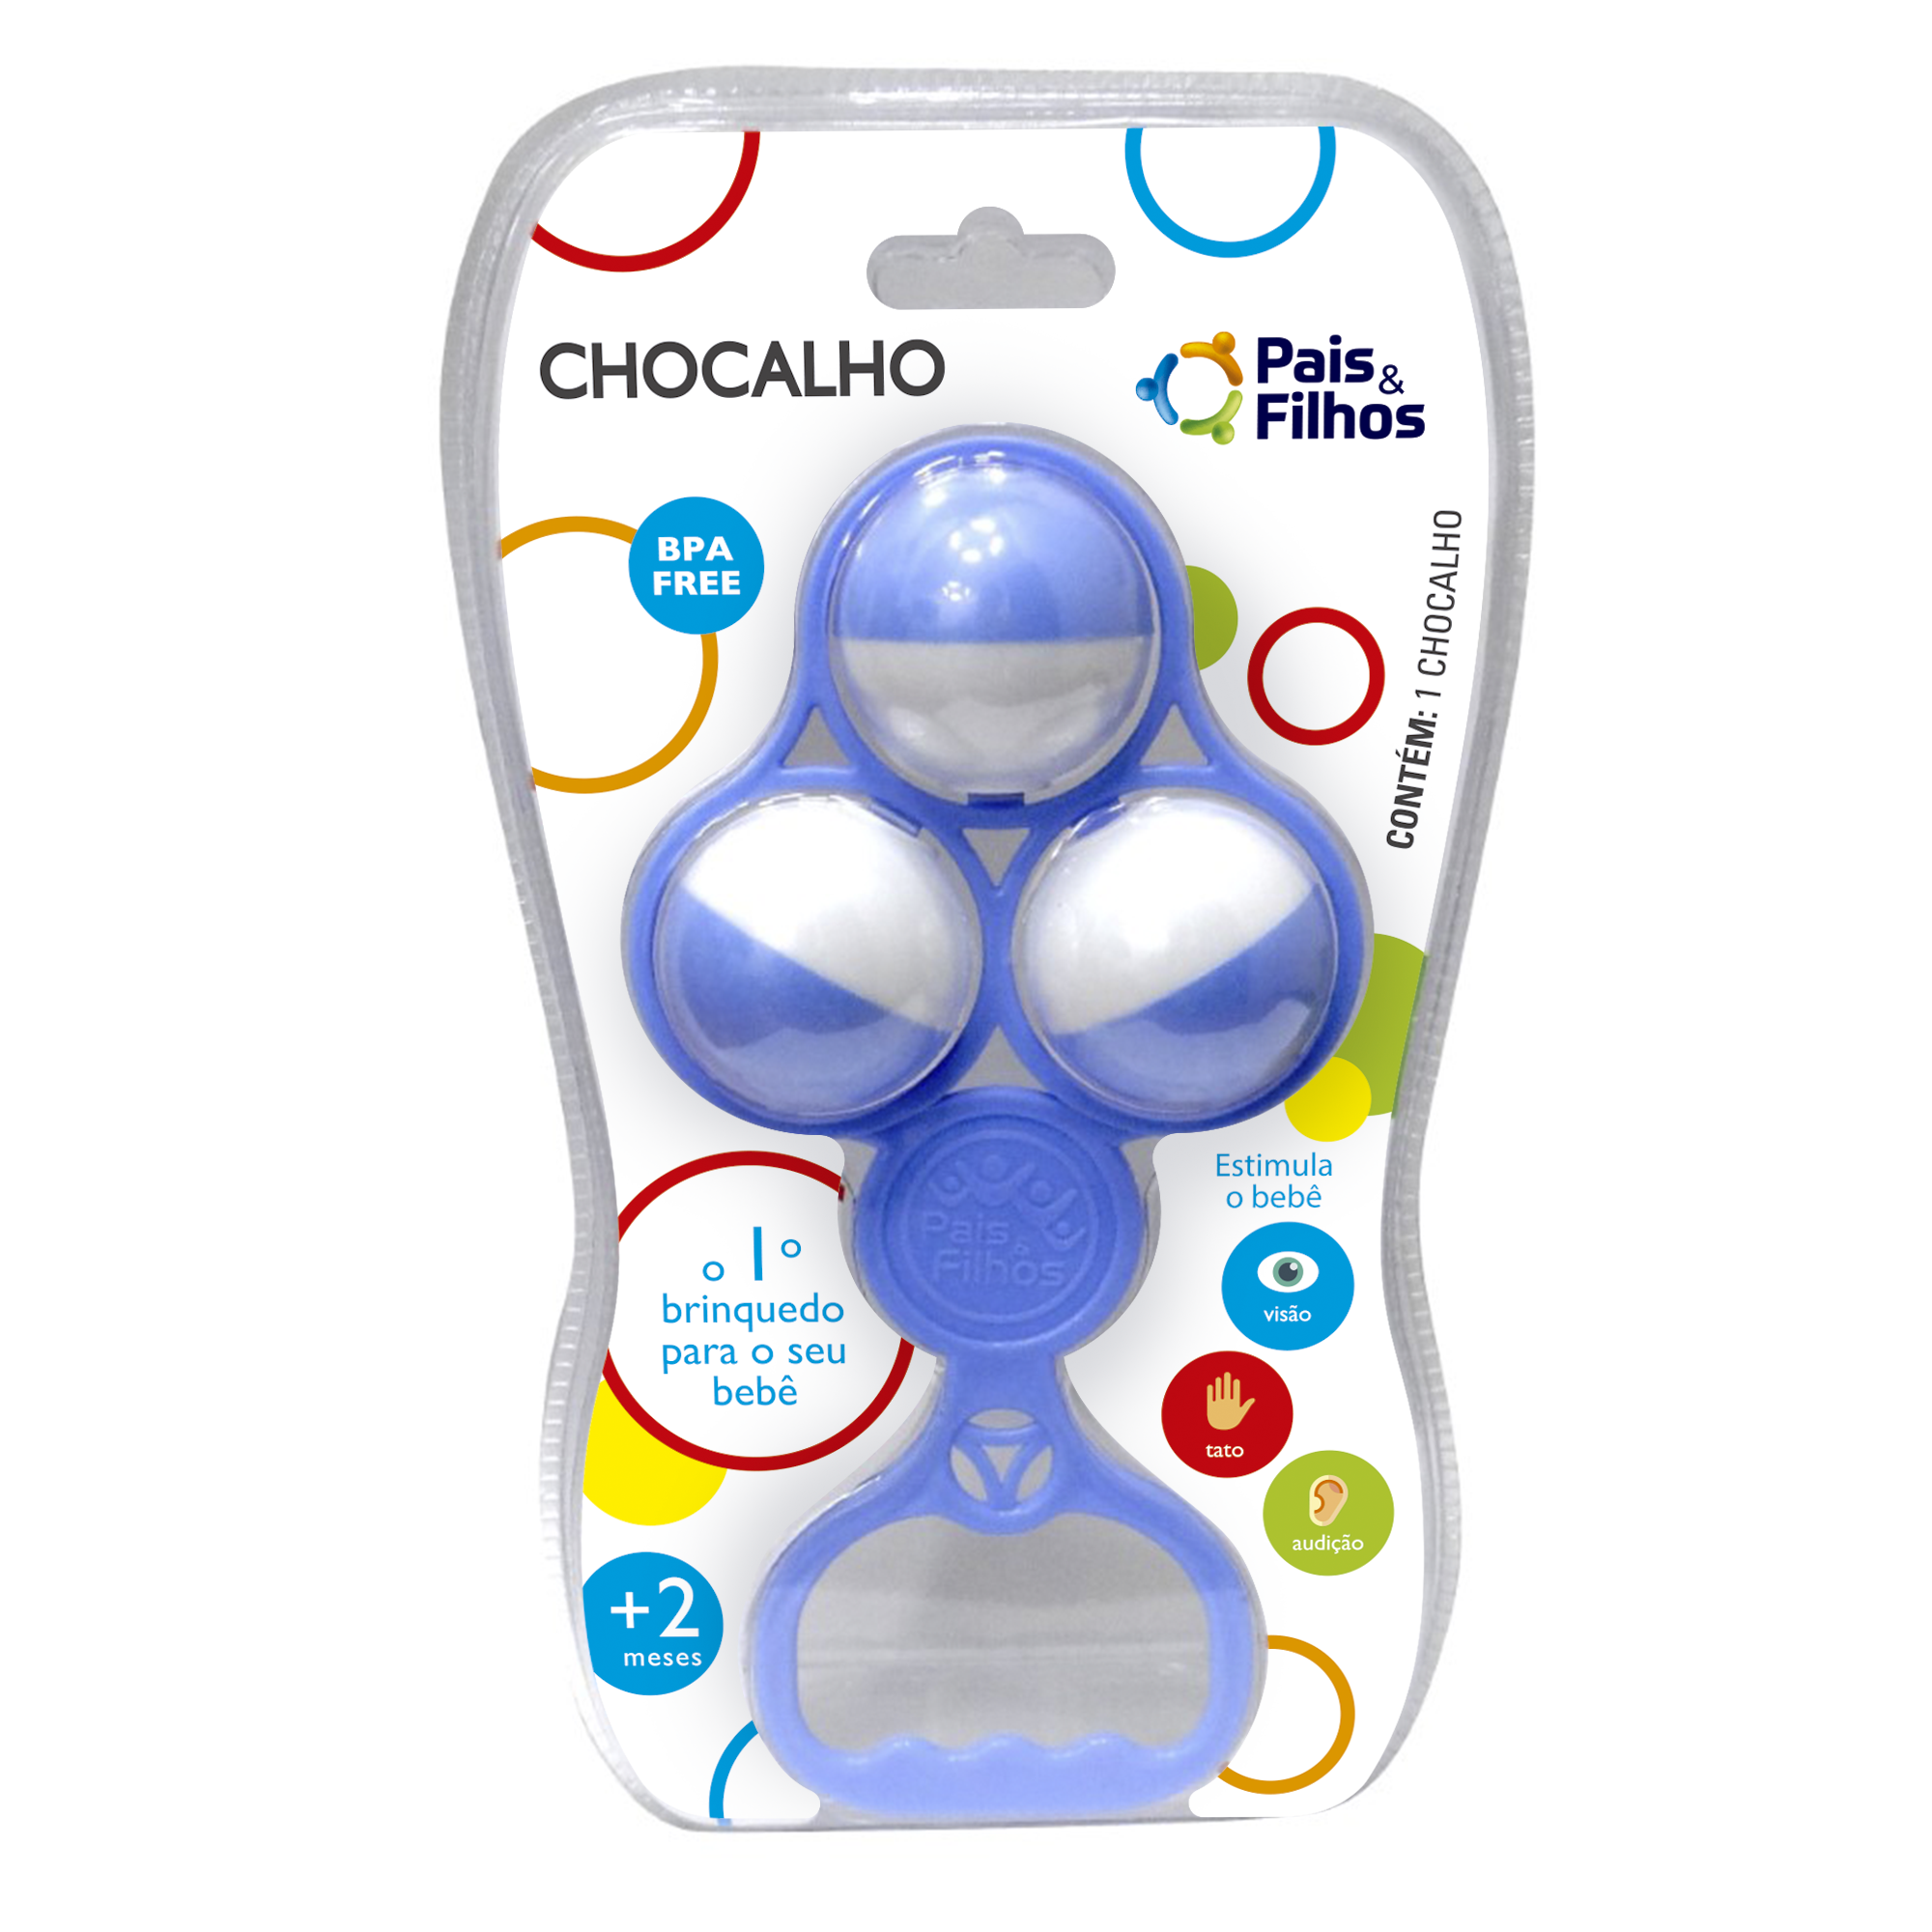 CHOCALHO
Pais &
Filhos
BPA
FREE
CONTÉM: 1 CHOCALHO
Pais &
Filhos
Estimula
o bebê
visão
tato
audição
o 1º
brinquedo
para o seu
bebê
+2
meses